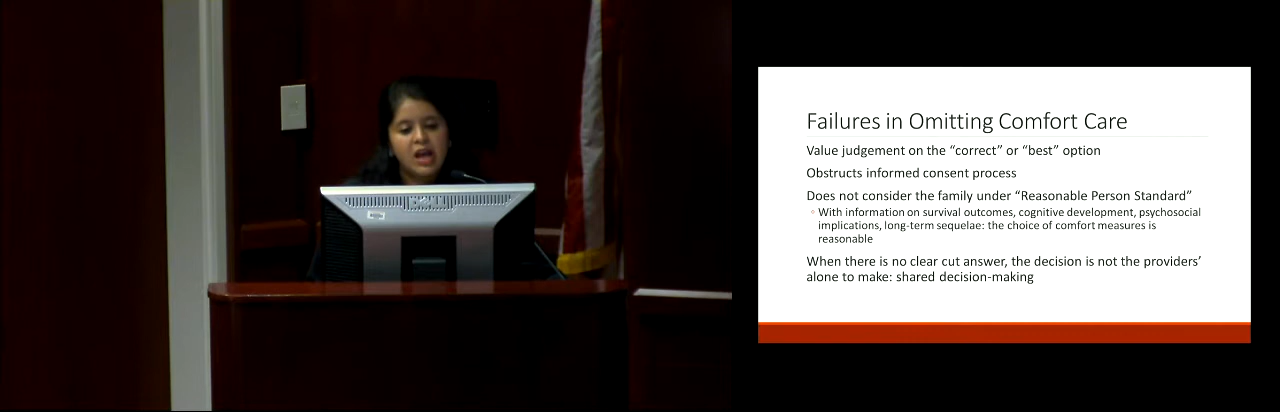 Failures in Omitting Comfort Care
Value judgement on the “correct” or “best” option
Obstructs informed consent process
Does not consider the family under “Reasonable Person Standard”
With information on survival outcomes, cognitive development, psychosocial
implications, long-term sequelae: the choice of comfort measures is
reasonable
When there is no clear cut answer, the decision is not the providers’
alone to make: shared decision-making